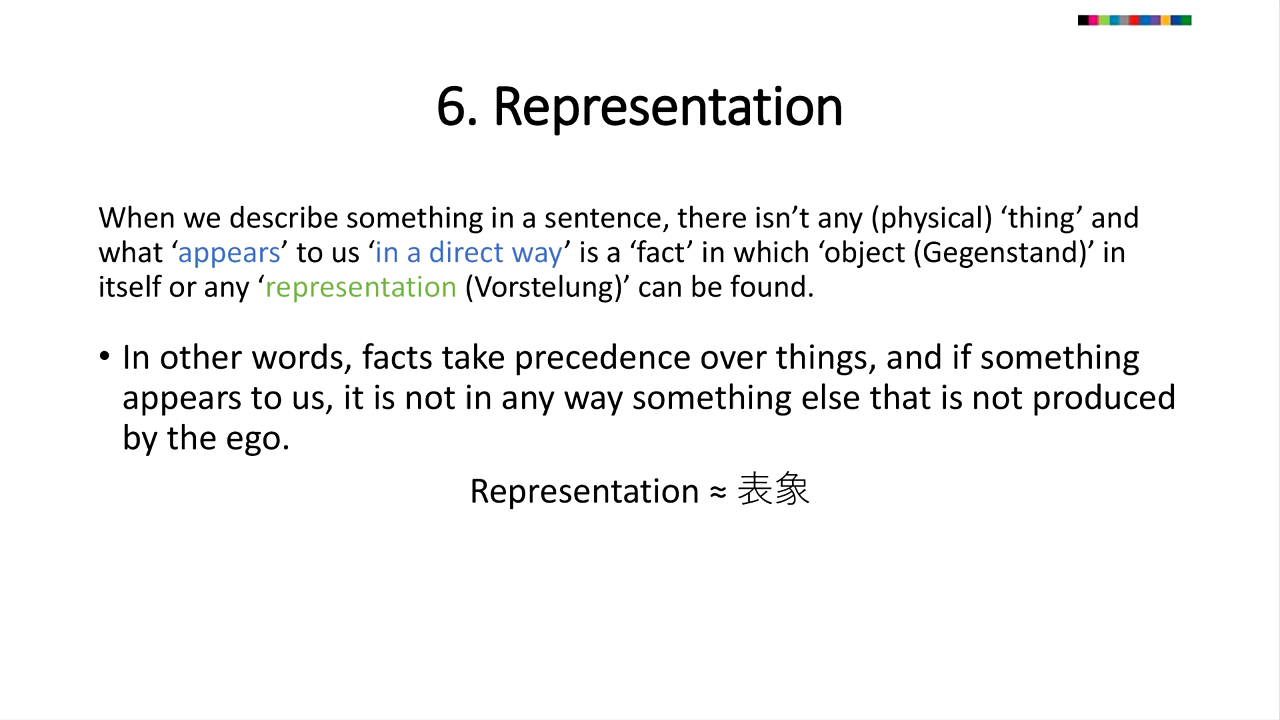 6. Representation
When we describe something in a sentence, there isn’t any (physical) ‘thing’ and
what ‘appears’ to us ‘in a direct way’ is a ‘fact’ in which ‘object (Gegenstand)’ in
itself or any ‘representation (Vorstelung)’ can be found.
• In other words, facts take precedence over things, and if something
appears to us, it is not in any way something else that is not produced
by the ego.
Representation ≈ 表象